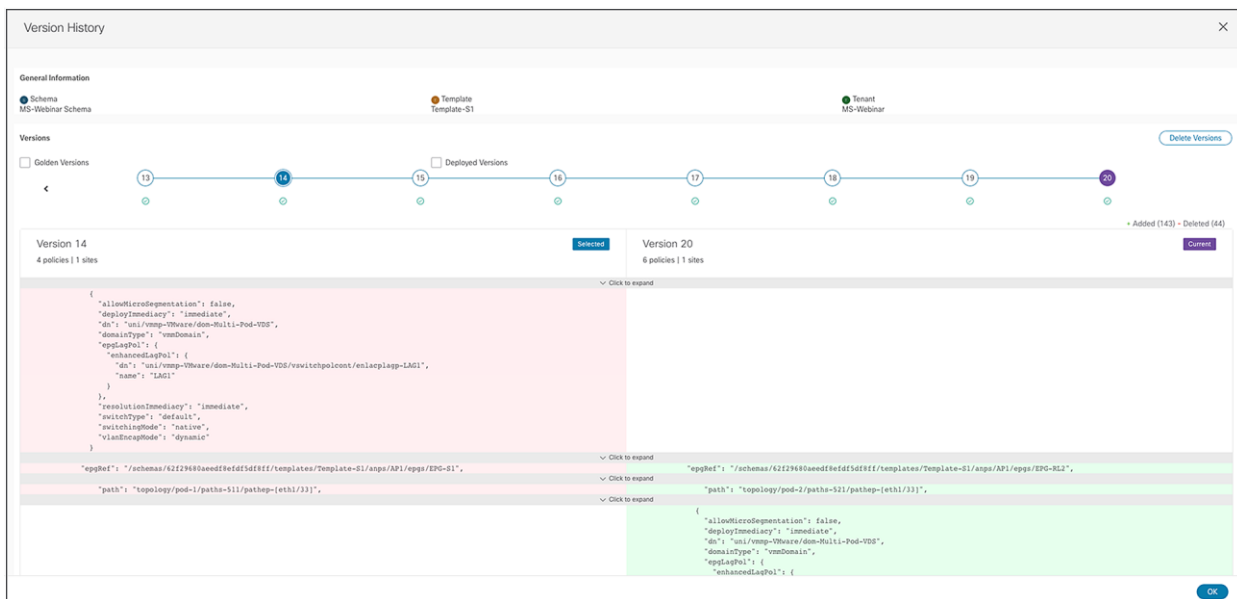 Version History
General Information
Schema
MS-Webinar Schema
Template
Template-S1
Tenant
MS-Webinar
Versions
Delete Versions
Golden Versions
Deployed Versions
13 14 15 16 17 18 19 20
+ Added (143) - Deleted (44)
Version 14
Selected
4 policies | 1 sites
Version 20
Current
6 policies | 1 sites
Click to expand
{
"allowMicroSegmentation": false,
"deployImmediacy": "immediate",
"dn": "uni/vmmp-VMware/dom-Multi-Pod-VDS",
"domainType": "vmmDomain",
"epgLagPol": {
"enhancedLagPol": {
"dn": "uni/vmmp-VMware/dom-Multi-Pod-VDS/vswitchpolcont/enlacplagp-LAG1",
"name": "LAG1"
}
},
"resolutionImmediacy": "immediate",
"switchType": "default",
"switchingMode": "native",
"vlanEncapMode": "dynamic"
}
Click to expand
"epgRef": "/schemas/62f29680aeedf8efdf5df8ff/templates/Template-S1/anps/AP1/epgs/EPG-S1",
"epgRef": "/schemas/62f29680aeedf8efdf5df8ff/templates/Template-S1/anps/AP1/epgs/EPG-RL2",
Click to expand
"path": "topology/pod-1/paths-511/pathep-[eth1/33]",
"path": "topology/pod-2/paths-521/pathep-[eth1/33]",
Click to expand
{
"allowMicroSegmentation": false,
"deployImmediacy": "immediate",
"dn": "uni/vmmp-VMware/dom-Multi-Pod-VDS",
"domainType": "vmmDomain",
"epgLagPol": {
"enhancedLagPol": {
OK